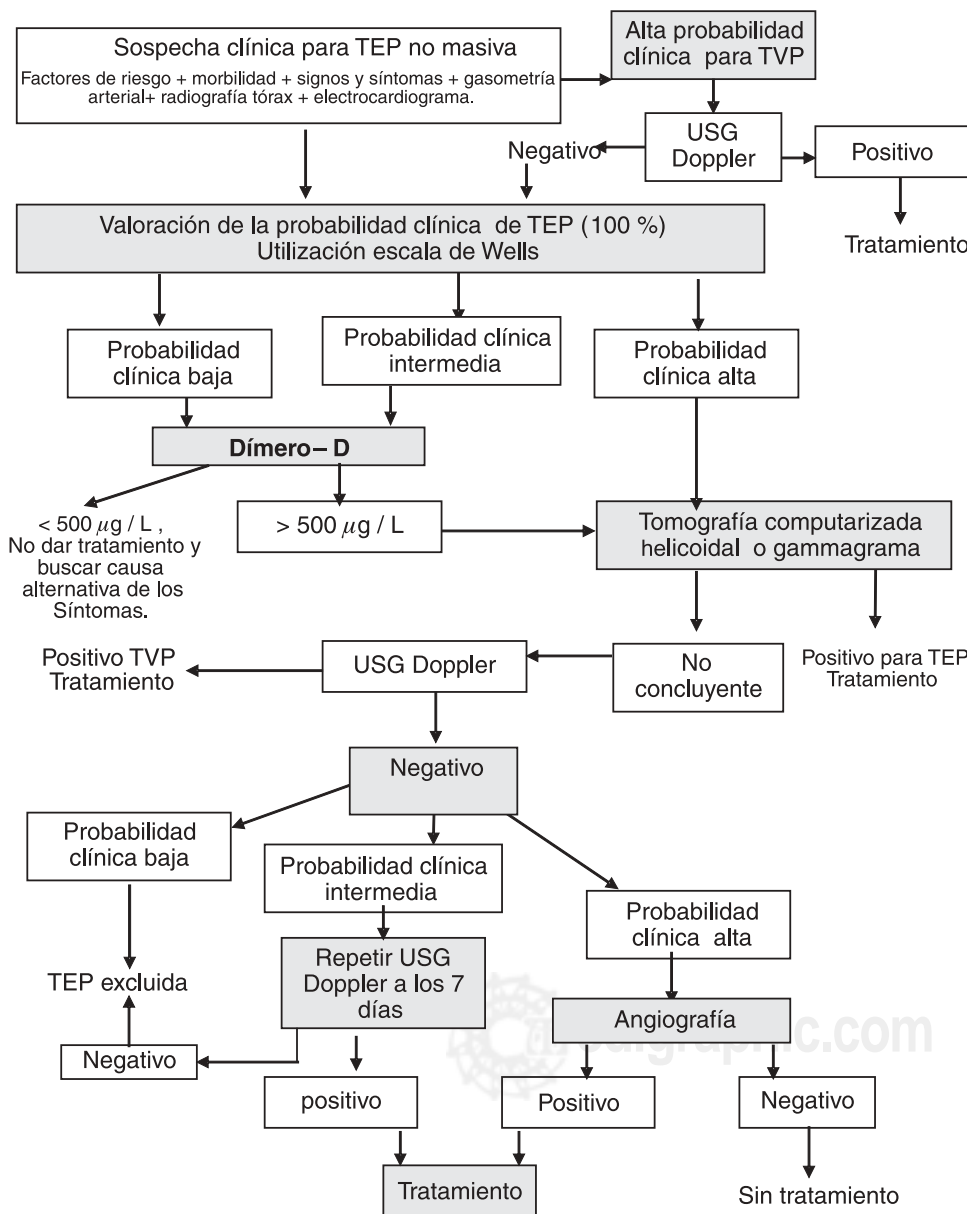 Sospecha clínica para TEP no masiva
Factores de riesgo + morbilidad + signos y síntomas + gasometría
arterial+ radiografía tórax + electrocardiograma.
Alta probabilidad
clínica para TVP
USG
Doppler
Negativo
Positivo
Tratamiento
Valoración de la probabilidad clínica de TEP (100 %)
Utilización escala de Wells
Probabilidad
clínica baja
Probabilidad clínica
intermedia
Probabilidad
clínica alta
Dímero– D
< 500 µg / L ,
No dar tratamiento y
buscar causa
alternativa de los
Síntomas.
> 500 µg / L
Tomografía computarizada
helicoidal o gammagrama
Positivo TVP
Tratamiento
USG Doppler
No
concluyente
Positivo para TEP
Tratamiento
Negativo
Probabilidad
clínica baja
Probabilidad clínica
intermedia
Probabilidad
clínica alta
TEP excluida
Repetir USG
Doppler a los 7
días
Angiografía
Negativo
positivo
Positivo
Negativo
Tratamiento
Sin tratamiento